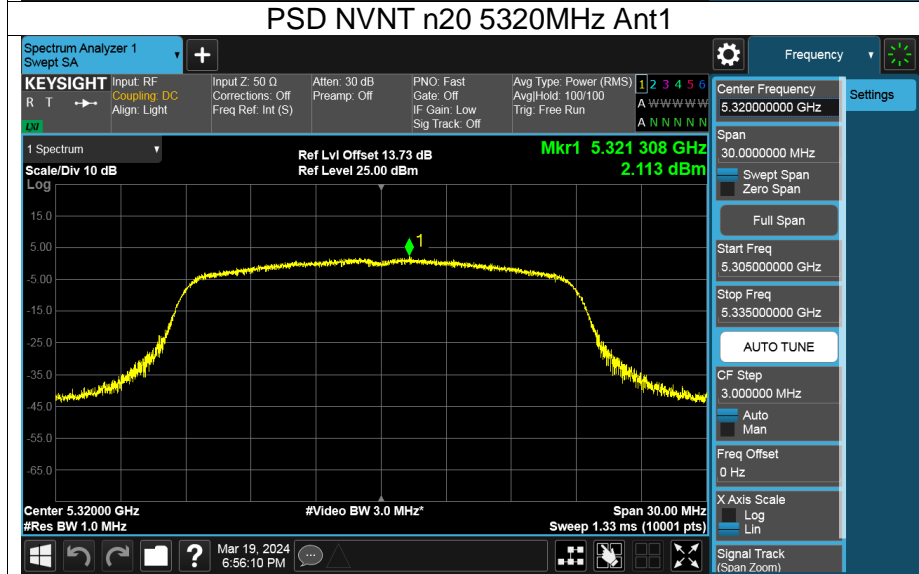 PSD NVNT n20 5320MHz Ant1
Spectrum Analyzer 1
Swept SA
+
Frequency
KEYSIGHT
R T
LXI
Input: RF
Coupling: DC
Align: Light
Input Z: 50 Ω
Corrections: Off
Freq Ref: Int (S)
Atten: 30 dB
Preamp: Off
PNO: Fast
Gate: Off
IF Gain: Low
Sig Track: Off
Avg Type: Power (RMS)
Avg|Hold: 100/100
Trig: Free Run
1 2 3 4 5 6
A W W W W W
A N N N N N
1 Spectrum
Scale/Div 10 dB
Log
Ref Lvl Offset 13.73 dB
Ref Level 25.00 dBm
Mkr1 5.321 308 GHz
2.113 dBm
15.0
5.00
-5.00
-15.0
-25.0
-35.0
-45.0
-55.0
-65.0
1
Center 5.32000 GHz
#Res BW 1.0 MHz
#Video BW 3.0 MHz*
Span 30.00 MHz
Sweep 1.33 ms (10001 pts)
?
Mar 19, 2024
6:56:10 PM
Center Frequency
5.320000000 GHz
Span
30.0000000 MHz
Swept Span
Zero Span
Full Span
Start Freq
5.305000000 GHz
Stop Freq
5.335000000 GHz
AUTO TUNE
CF Step
3.000000 MHz
Auto
Man
Freq Offset
0 Hz
X Axis Scale
Log
Lin
Signal Track
(Span Zoom)
Settings